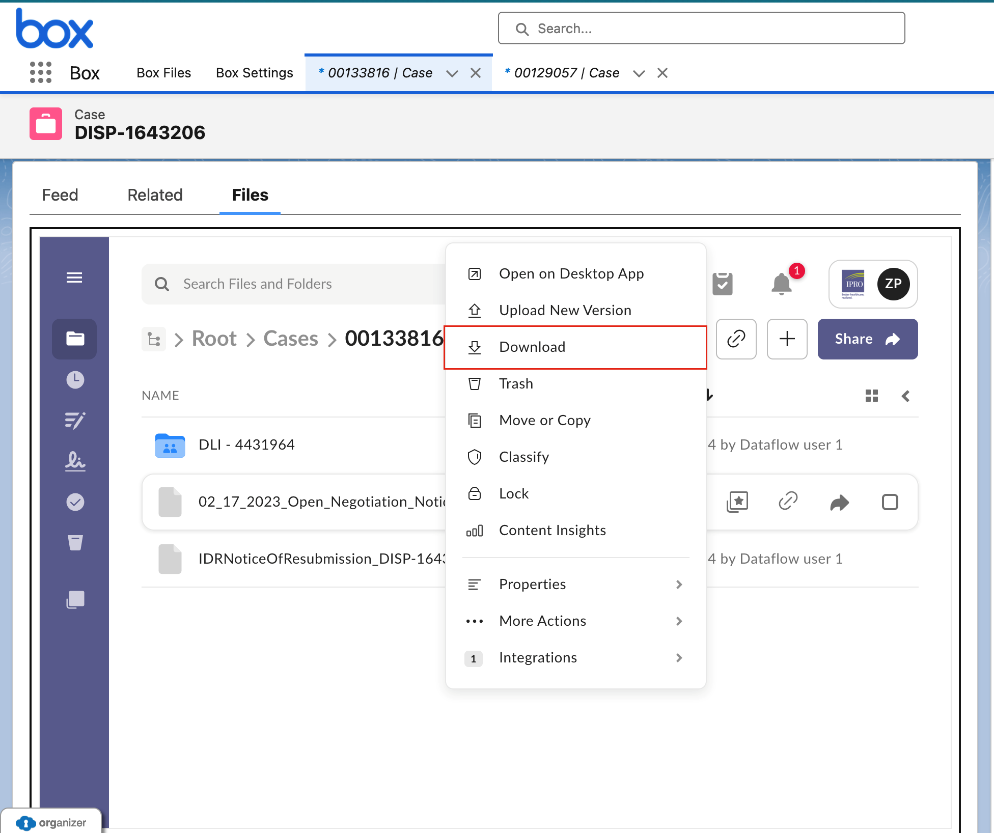 box
Search...
Box
Box Files
Box Settings
* 00133816 | Case
* 00129057 | Case
Case
DISP-1643206
Feed
Related
Files
Search Files and Folders
1
IPRO
ZP
Root
Cases
00133816
Share
NAME
DLI - 4431964
4 by Dataflow user 1
02_17_2023_Open_Negotiation_Notic
IDRNoticeOfResubmission_DISP-1643
4 by Dataflow user 1
Open on Desktop App
Upload New Version
Download
Trash
Move or Copy
Classify
Lock
Content Insights
Properties
More Actions
1 Integrations
organizer